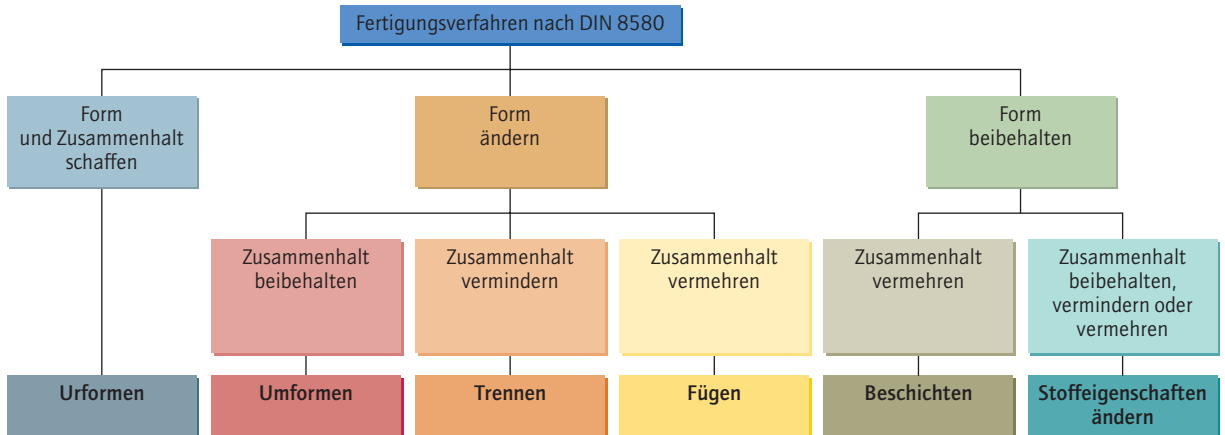 Fertigungsverfahren nach DIN 8580
Form
und Zusammenhalt
schaffen
Form
ändern
Form
beibehalten
Zusammenhalt
beibehalten
Zusammenhalt
vermindern
Zusammenhalt
vermehren
Zusammenhalt
vermehren
Zusammenhalt
beibehalten,
vermindern oder
vermehren
Urformen
Umformen
Trennen
Fügen
Beschichten
Stoffeigenschaften
ändern